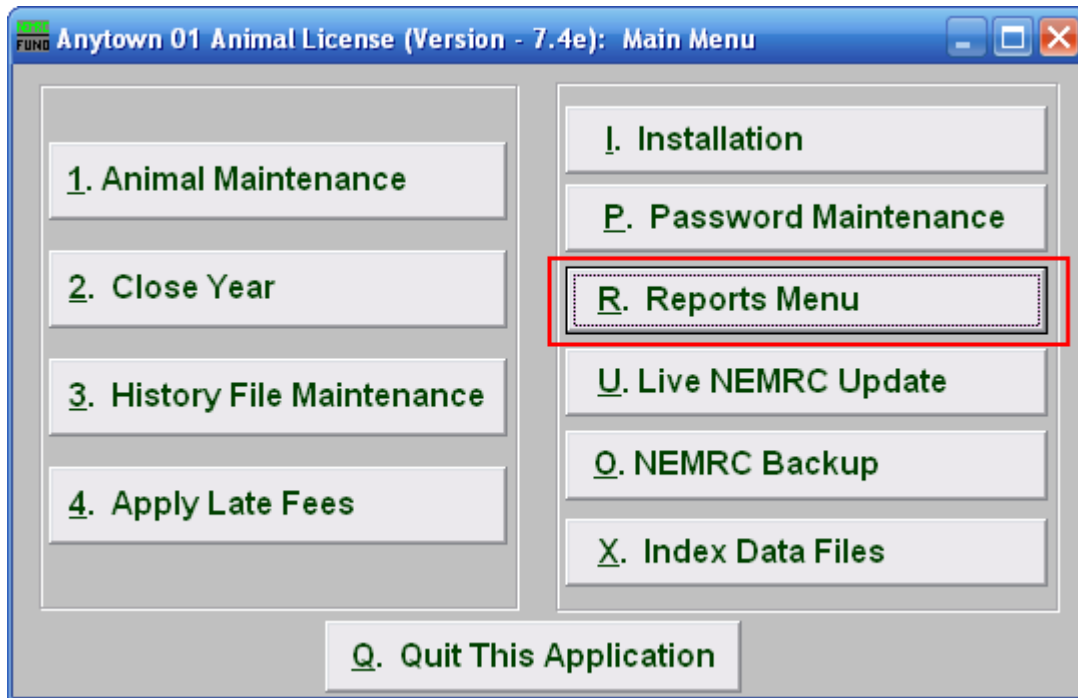 NEMRC
FUND
Anytown 01 Animal License (Version - 7.4e): Main Menu
1. Animal Maintenance
2. Close Year
3. History File Maintenance
4. Apply Late Fees
I. Installation
P. Password Maintenance
R. Reports Menu
U. Live NEMRC Update
O. NEMRC Backup
X. Index Data Files
Q. Quit This Application